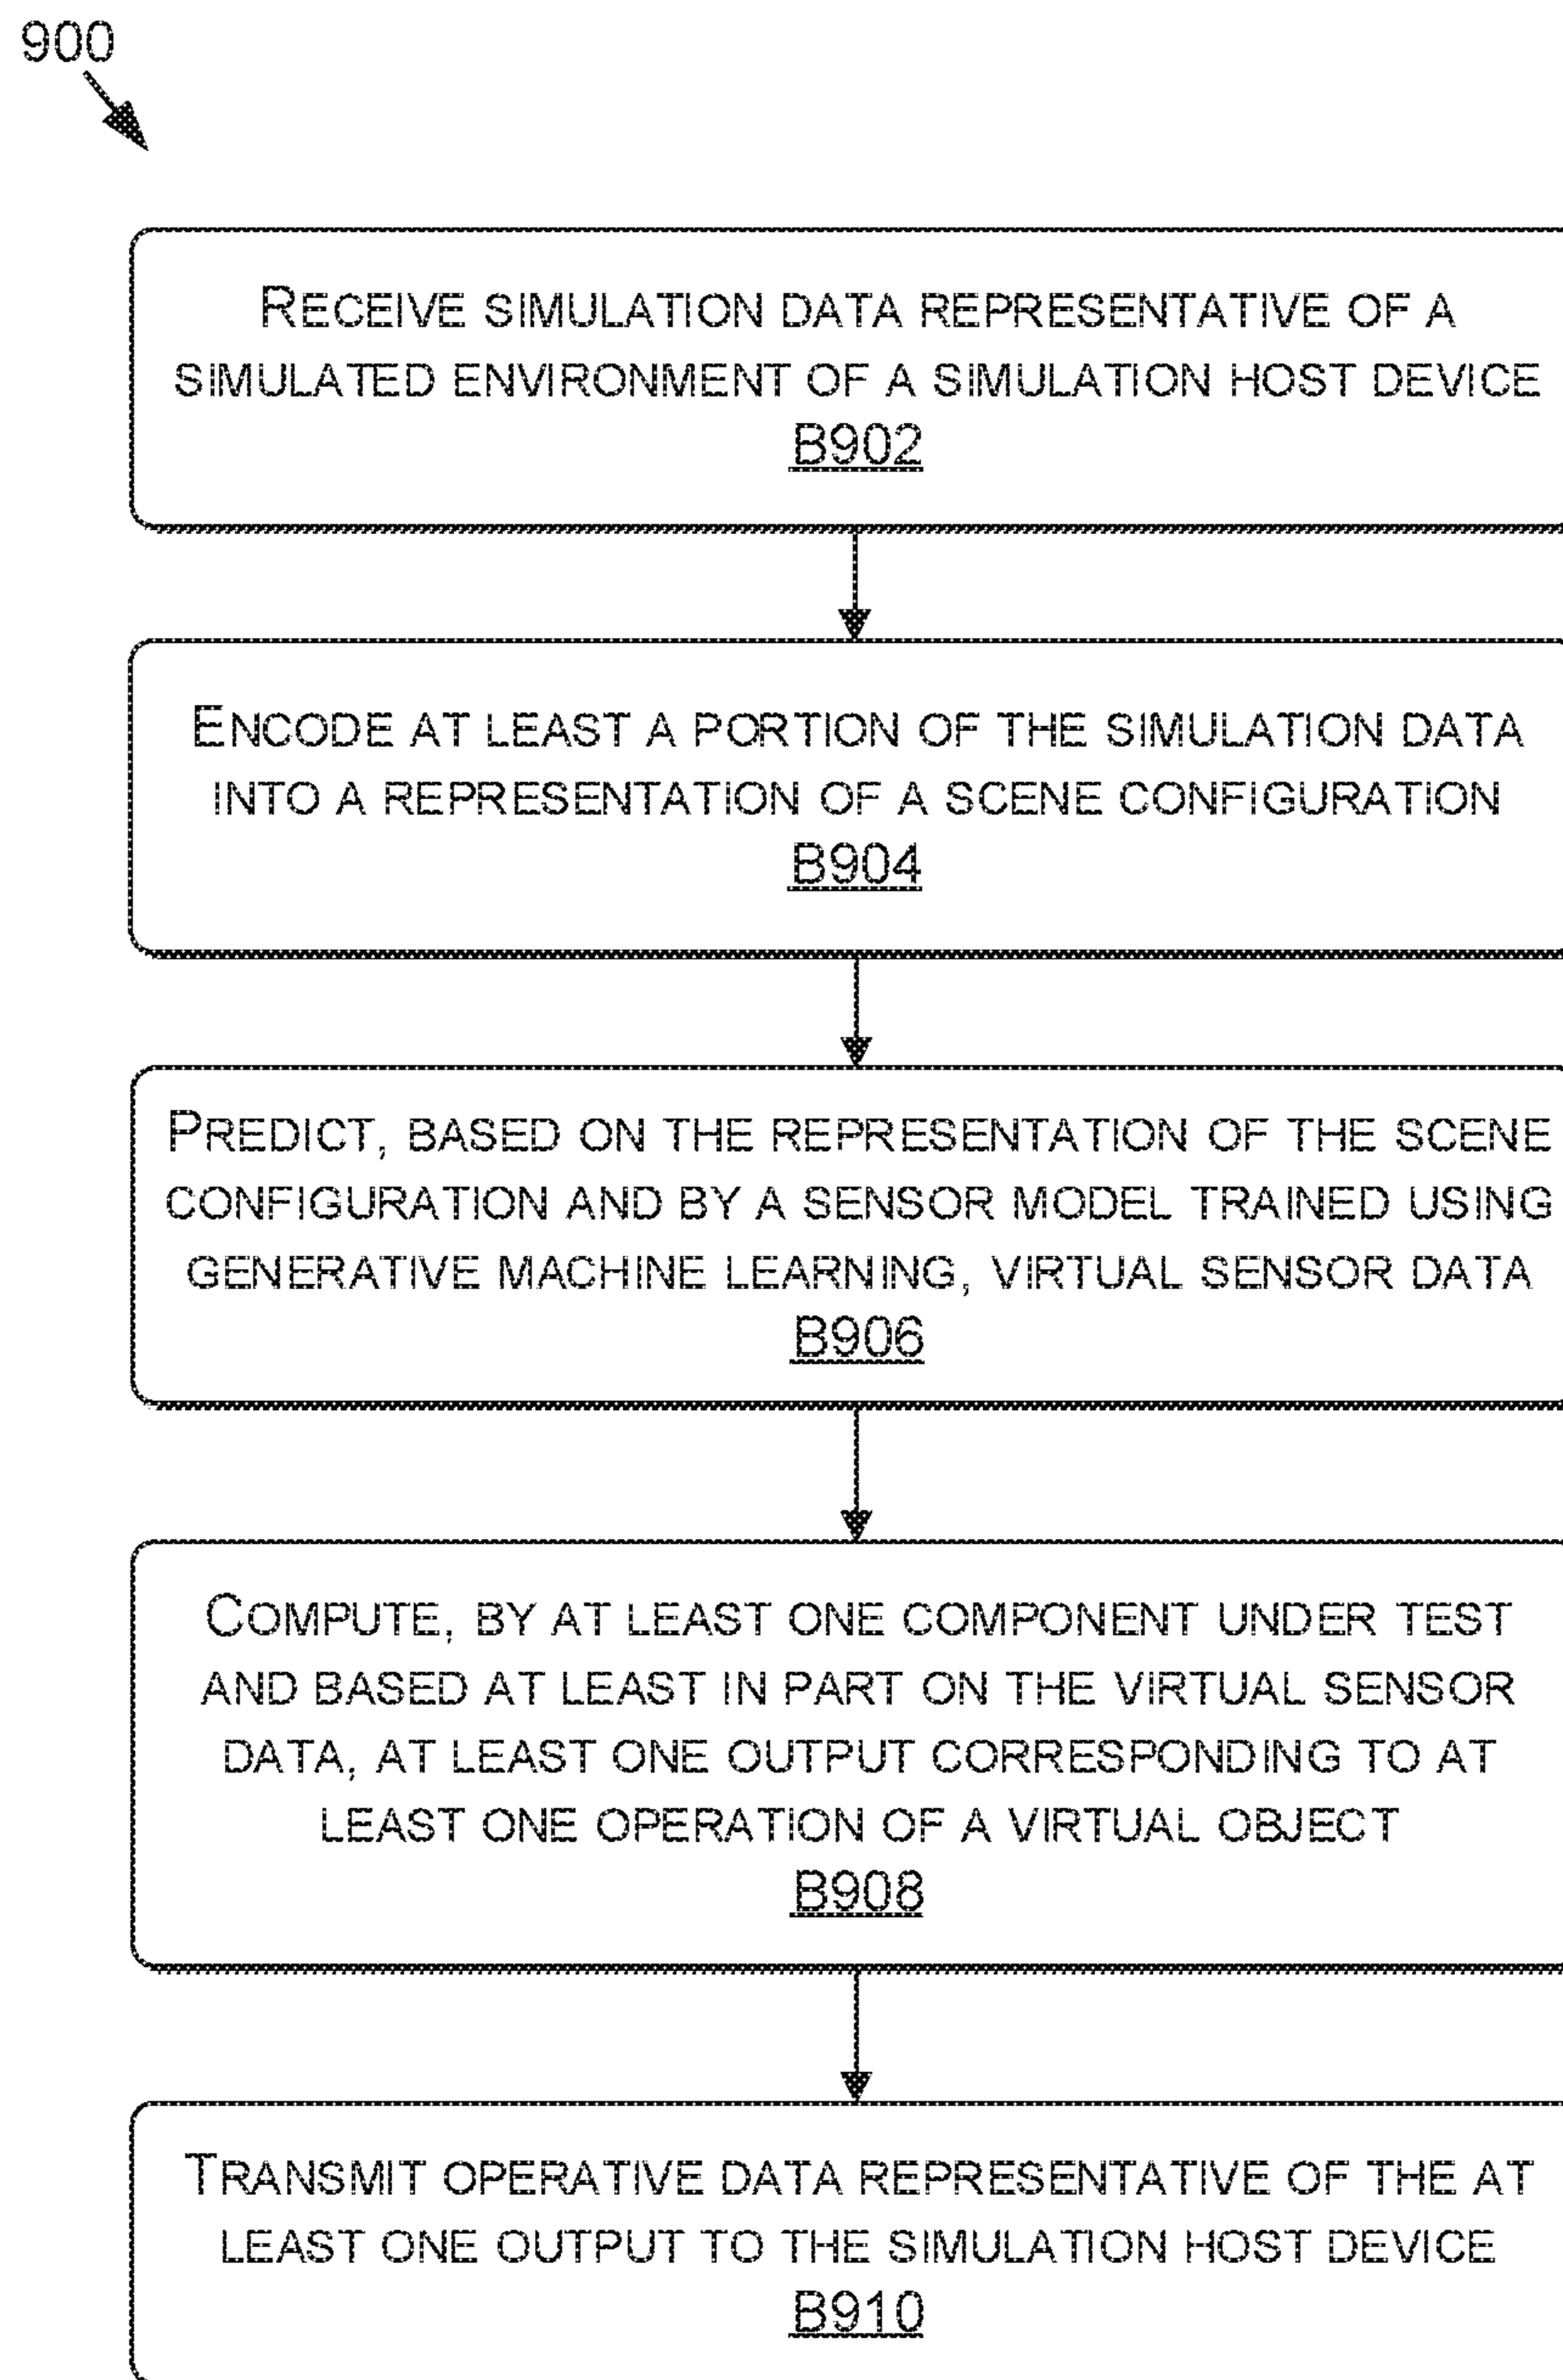 900
RECEIVE SIMULATION DATA REPRESENTATIVE OF A
SIMULATED ENVIRONMENT OF A SIMULATION HOST DEVICE
B902
ENCODE AT LEAST A PORTION OF THE SIMULATION DATA
INTO A REPRESENTATION OF A SCENE CONFIGURATION
B904
PREDICT, BASED ON THE REPRESENTATION OF THE SCENE
CONFIGURATION AND BY A SENSOR MODEL TRAINED USING
GENERATIVE MACHINE LEARNING, VIRTUAL SENSOR DATA
B906
COMPUTE, BY AT LEAST ONE COMPONENT UNDER TEST
AND BASED AT LEAST IN PART ON THE VIRTUAL SENSOR
DATA, AT LEAST ONE OUTPUT CORRESPONDING TO AT
LEAST ONE OPERATION OF A VIRTUAL OBJECT
B908
TRANSMIT OPERATIVE DATA REPRESENTATIVE OF THE AT
LEAST ONE OUTPUT TO THE SIMULATION HOST DEVICE
B910